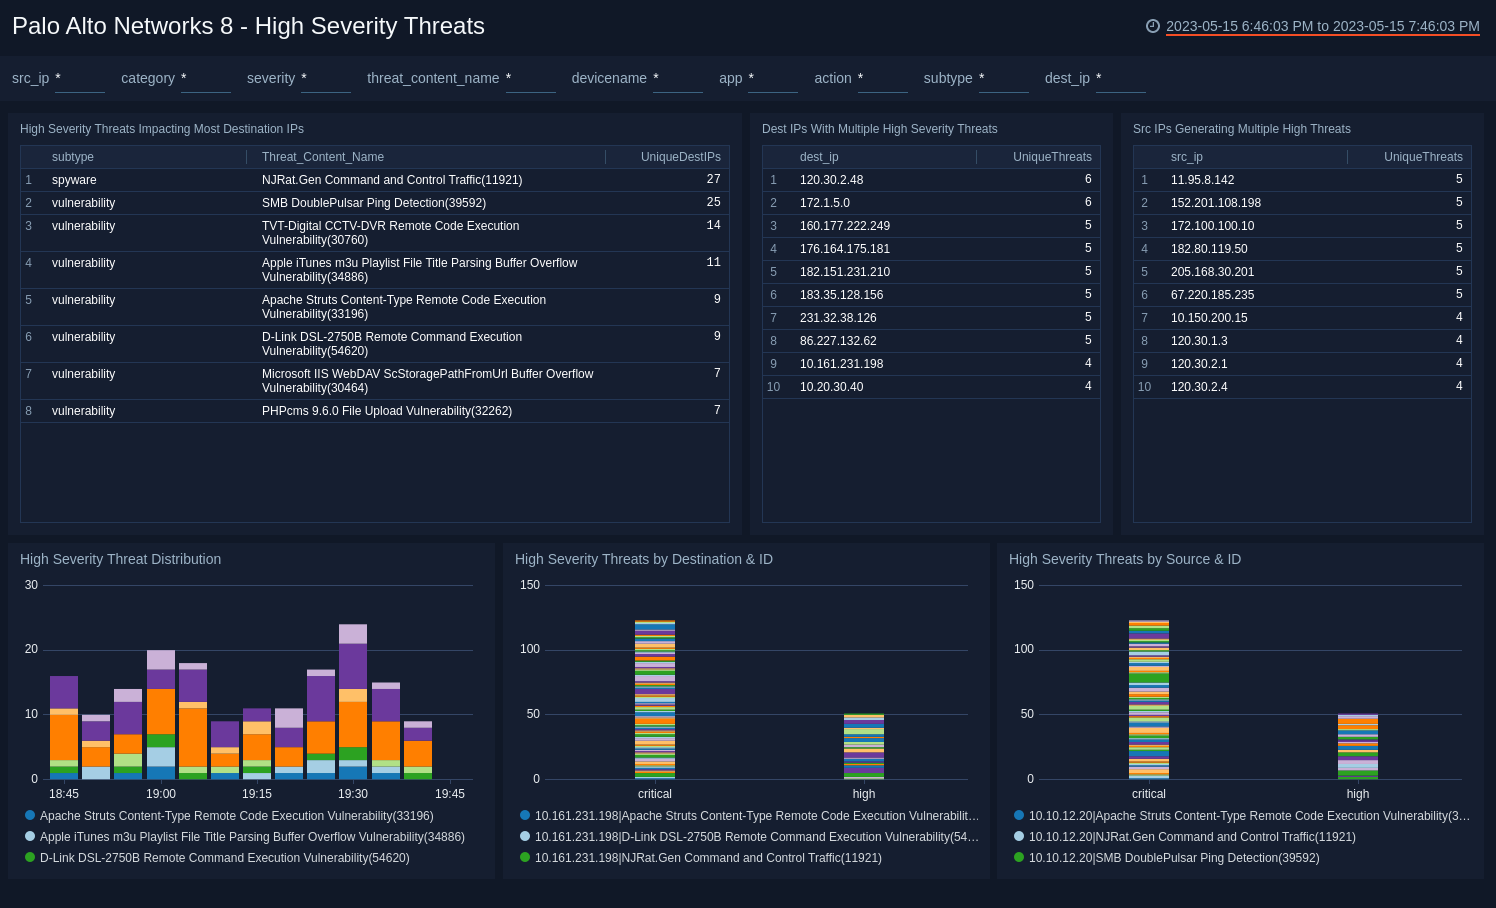 Palo Alto Networks 8 - High Severity Threats
2023-05-15 6:46:03 PM to 2023-05-15 7:46:03 PM
src_ip * category * severity * threat_content_name * devicename * app * action * subtype * dest_ip *
High Severity Threats Impacting Most Destination IPs
subtype Threat_Content_Name UniqueDestIPs
1 spyware NJRat.Gen Command and Control Traffic(11921) 27
2 vulnerability SMB DoublePulsar Ping Detection(39592) 25
3 vulnerability TVT-Digital CCTV-DVR Remote Code Execution 14
Vulnerability(30760)
4 vulnerability Apple iTunes m3u Playlist File Title Parsing Buffer Overflow 11
Vulnerability(34886)
5 vulnerability Apache Struts Content-Type Remote Code Execution 9
Vulnerability(33196)
6 vulnerability D-Link DSL-2750B Remote Command Execution 9
Vulnerability(54620)
7 vulnerability Microsoft IIS WebDAV ScStoragePathFromUrl Buffer Overflow 7
Vulnerability(30464)
8 vulnerability PHPcms 9.6.0 File Upload Vulnerability(32262) 7
Dest IPs With Multiple High Severity Threats
dest_ip UniqueThreats
1 120.30.2.48 6
2 172.1.5.0 6
3 160.177.222.249 5
4 176.164.175.181 5
5 182.151.231.210 5
6 183.35.128.156 5
7 231.32.38.126 5
8 86.227.132.62 5
9 10.161.231.198 4
10 10.20.30.40 4
Src IPs Generating Multiple High Threats
src_ip UniqueThreats
1 11.95.8.142 5
2 152.201.108.198 5
3 172.100.100.10 5
4 182.80.119.50 5
5 205.168.30.201 5
6 67.220.185.235 5
7 10.150.200.15 4
8 120.30.1.3 4
9 120.30.2.1 4
10 120.30.2.4 4
High Severity Threat Distribution
30
20
10
0
18:45 19:00 19:15 19:30 19:45
Apache Struts Content-Type Remote Code Execution Vulnerability(33196)
Apple iTunes m3u Playlist File Title Parsing Buffer Overflow Vulnerability(34886)
D-Link DSL-2750B Remote Command Execution Vulnerability(54620)
High Severity Threats by Destination & ID
150
100
50
0
critical high
10.161.231.198|Apache Struts Content-Type Remote Code Execution Vulnerabilit…
10.161.231.198|D-Link DSL-2750B Remote Command Execution Vulnerability(54…
10.161.231.198|NJRat.Gen Command and Control Traffic(11921)
High Severity Threats by Source & ID
150
100
50
0
critical high
10.10.12.20|Apache Struts Content-Type Remote Code Execution Vulnerability(3…
10.10.12.20|NJRat.Gen Command and Control Traffic(11921)
10.10.12.20|SMB DoublePulsar Ping Detection(39592)